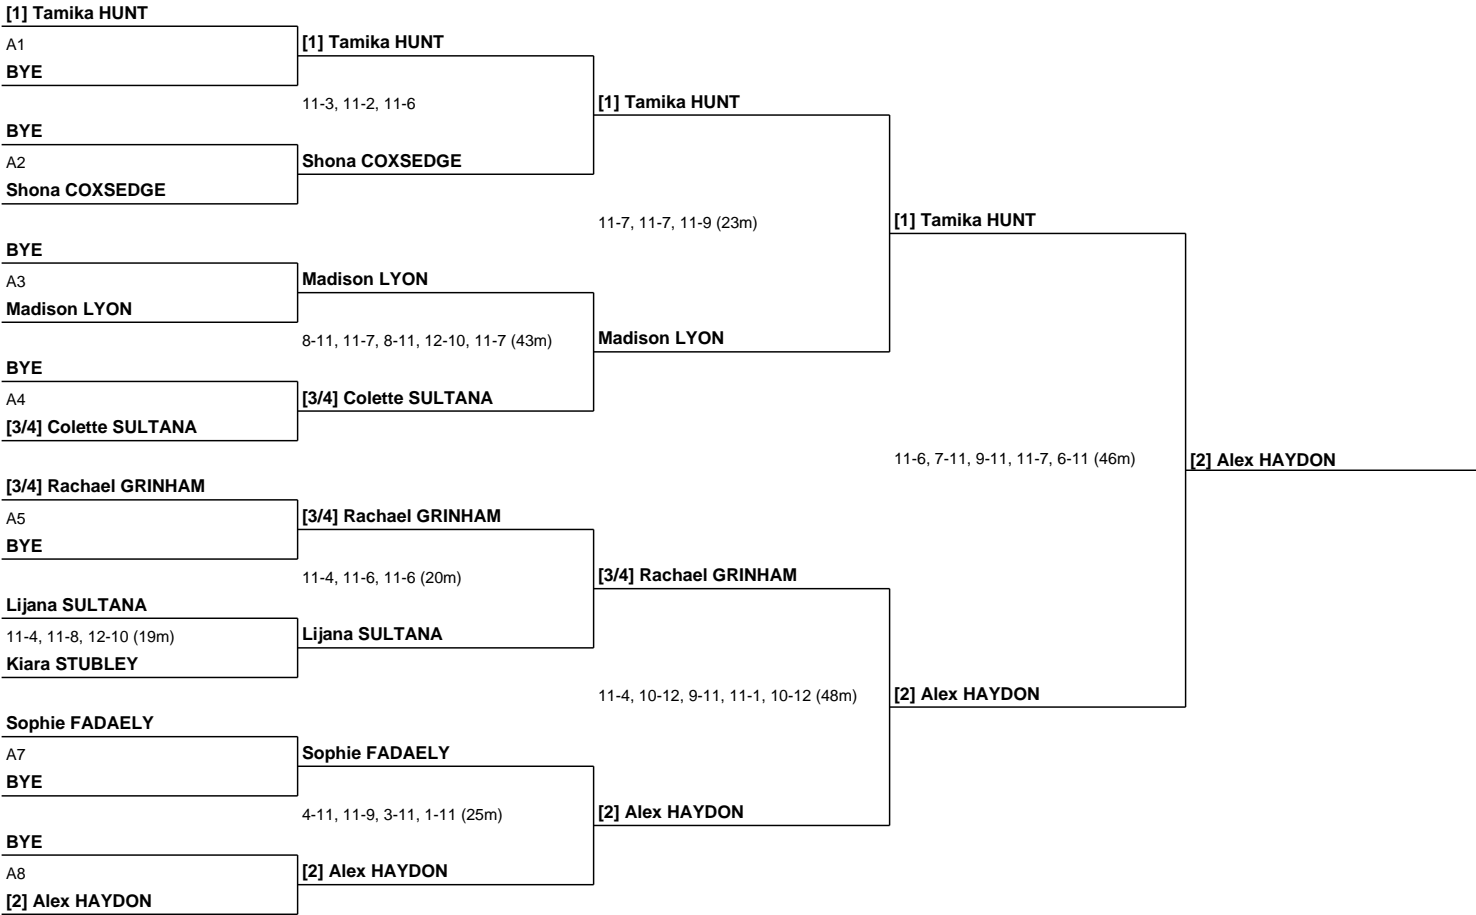 [1] Tamika HUNT
A1
BYE
BYE
A2
Shona COXSEDGE
BYE
A3
Madison LYON
BYE
A4
[3/4] Colette SULTANA
[3/4] Rachael GRINHAM
A5
BYE
Lijana SULTANA
11-4, 11-8, 12-10 (19m)
Kiara STUBLEY
Sophie FADAELY
A7
BYE
BYE
A8
[2] Alex HAYDON
[1] Tamika HUNT
11-3, 11-2, 11-6
Shona COXSEDGE
Madison LYON
8-11, 11-7, 8-11, 12-10, 11-7 (43m)
[3/4] Colette SULTANA
[3/4] Rachael GRINHAM
11-4, 11-6, 11-6 (20m)
Lijana SULTANA
Sophie FADAELY
4-11, 11-9, 3-11, 1-11 (25m)
[2] Alex HAYDON
[1] Tamika HUNT
11-7, 11-7, 11-9 (23m)
Madison LYON
[3/4] Rachael GRINHAM
11-4, 10-12, 9-11, 11-1, 10-12 (48m)
[2] Alex HAYDON
[1] Tamika HUNT
11-6, 7-11, 9-11, 11-7, 6-11 (46m)
[2] Alex HAYDON
[2] Alex HAYDON